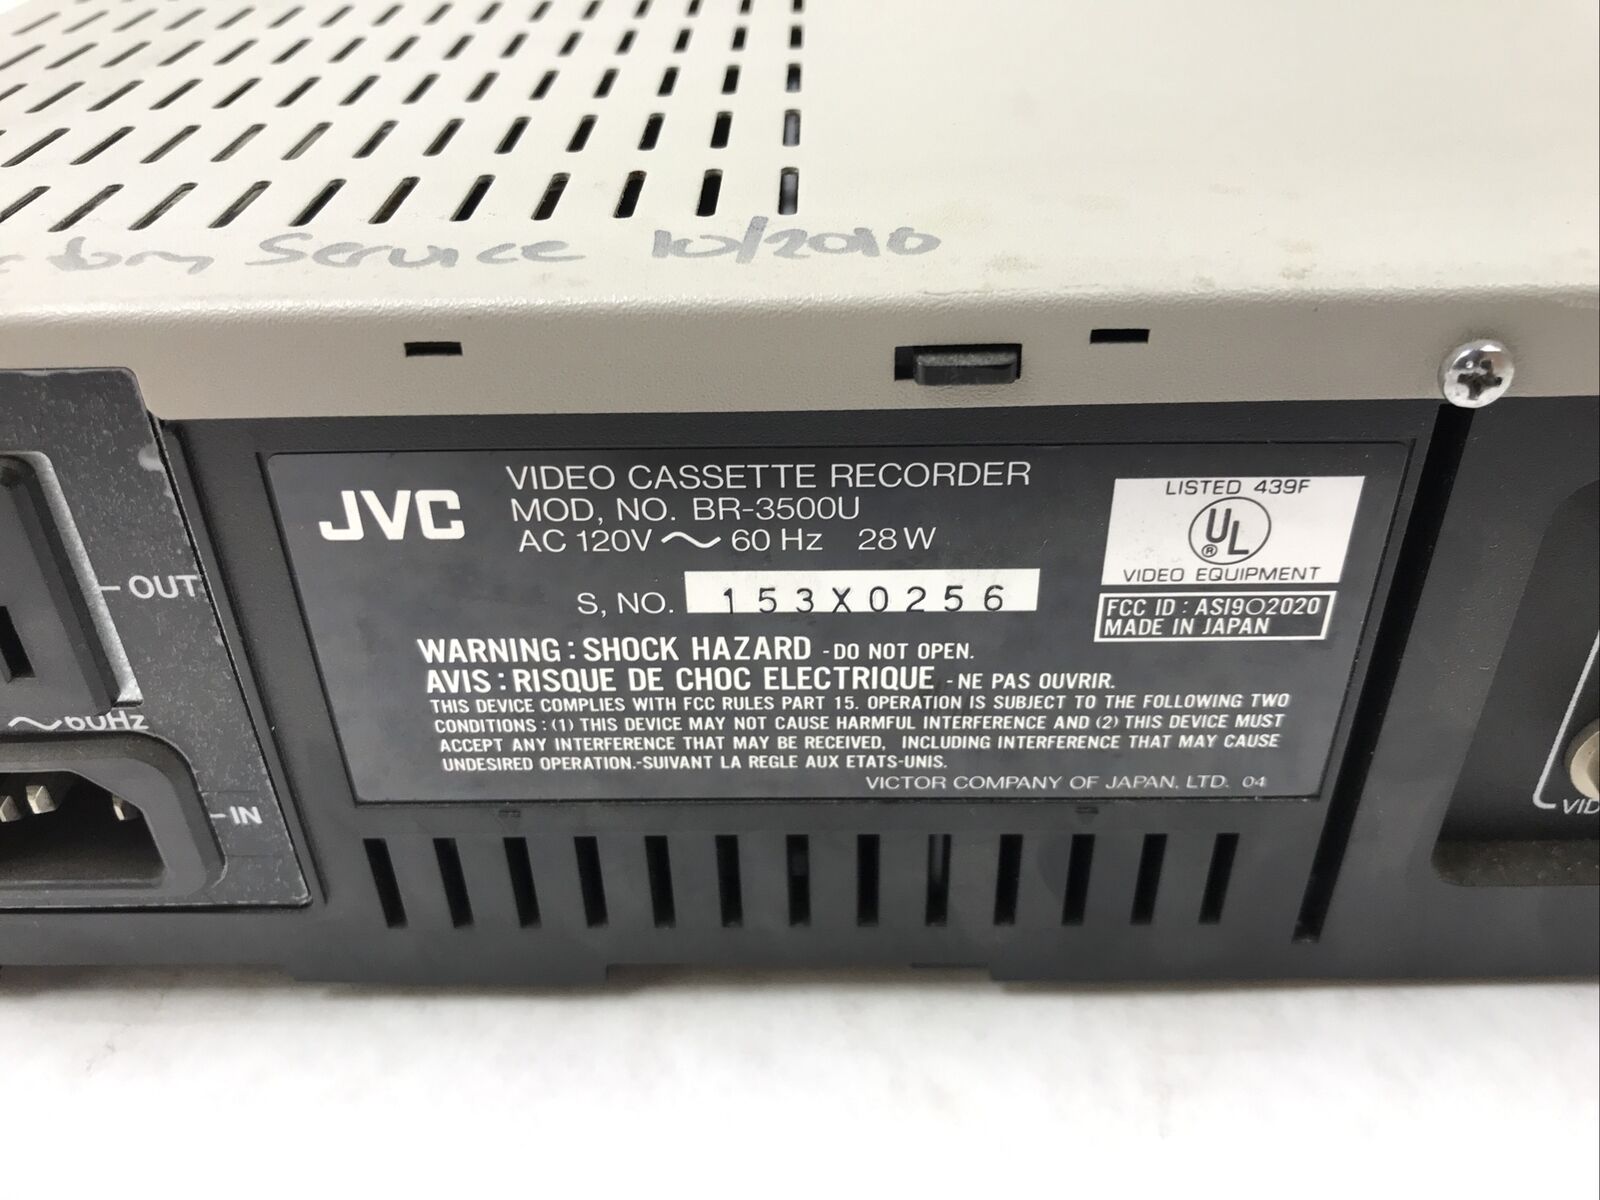 Service 10/2010
JVC
VIDEO CASSETTE RECORDER
MOD, NO. BR-3500U
AC 120V ~ 60 Hz 28 W
S, NO. 153X0256
LISTED 439F
UL
®
VIDEO EQUIPMENT
FCC ID : ASI9O2020
MADE IN JAPAN
WARNING : SHOCK HAZARD - DO NOT OPEN.
AVIS : RISQUE DE CHOC ELECTRIQUE - NE PAS OUVRIR.
THIS DEVICE COMPLIES WITH FCC RULES PART 15. OPERATION IS SUBJECT TO THE FOLLOWING TWO
CONDITIONS : (1) THIS DEVICE MAY NOT CAUSE HARMFUL INTERFERENCE AND (2) THIS DEVICE MUST
ACCEPT ANY INTERFERENCE THAT MAY BE RECEIVED, INCLUDING INTERFERENCE THAT MAY CAUSE
UNDESIRED OPERATION.-SUIVANT LA REGLE AUX ETATS-UNIS.
VICTOR COMPANY OF JAPAN, LTD. 04
OUT
~60Hz
IN
VID